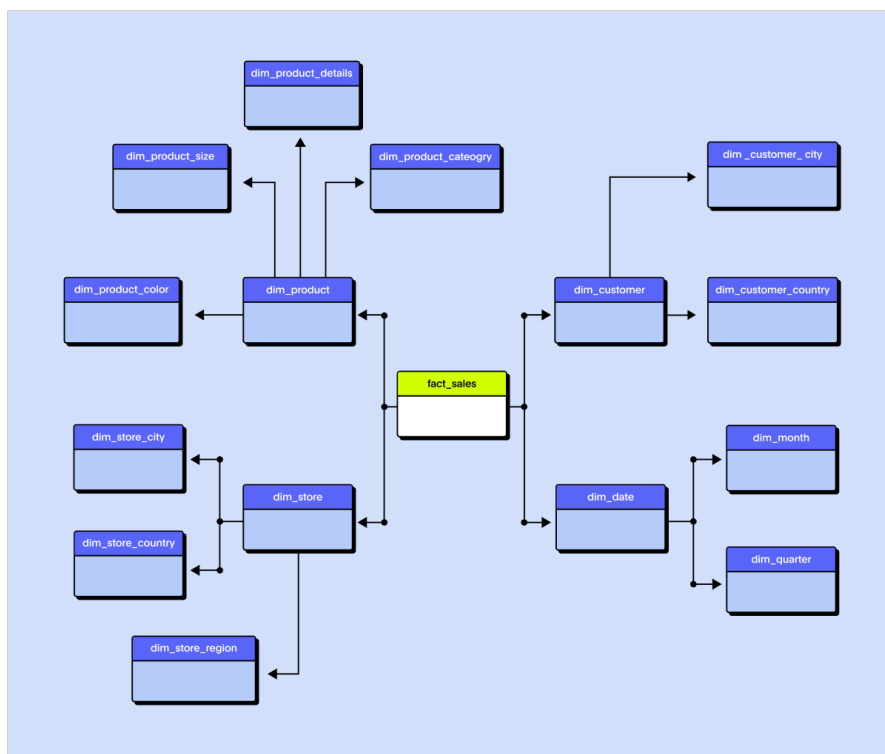 dim_product_details
dim_product_size
dim_product_cateogry
dim _customer_ city
dim_product_color
dim_product
dim_customer
dim_customer_country
fact_sales
dim_store_city
dim_month
dim_store
dim_date
dim_store_country
dim_quarter
dim_store_region